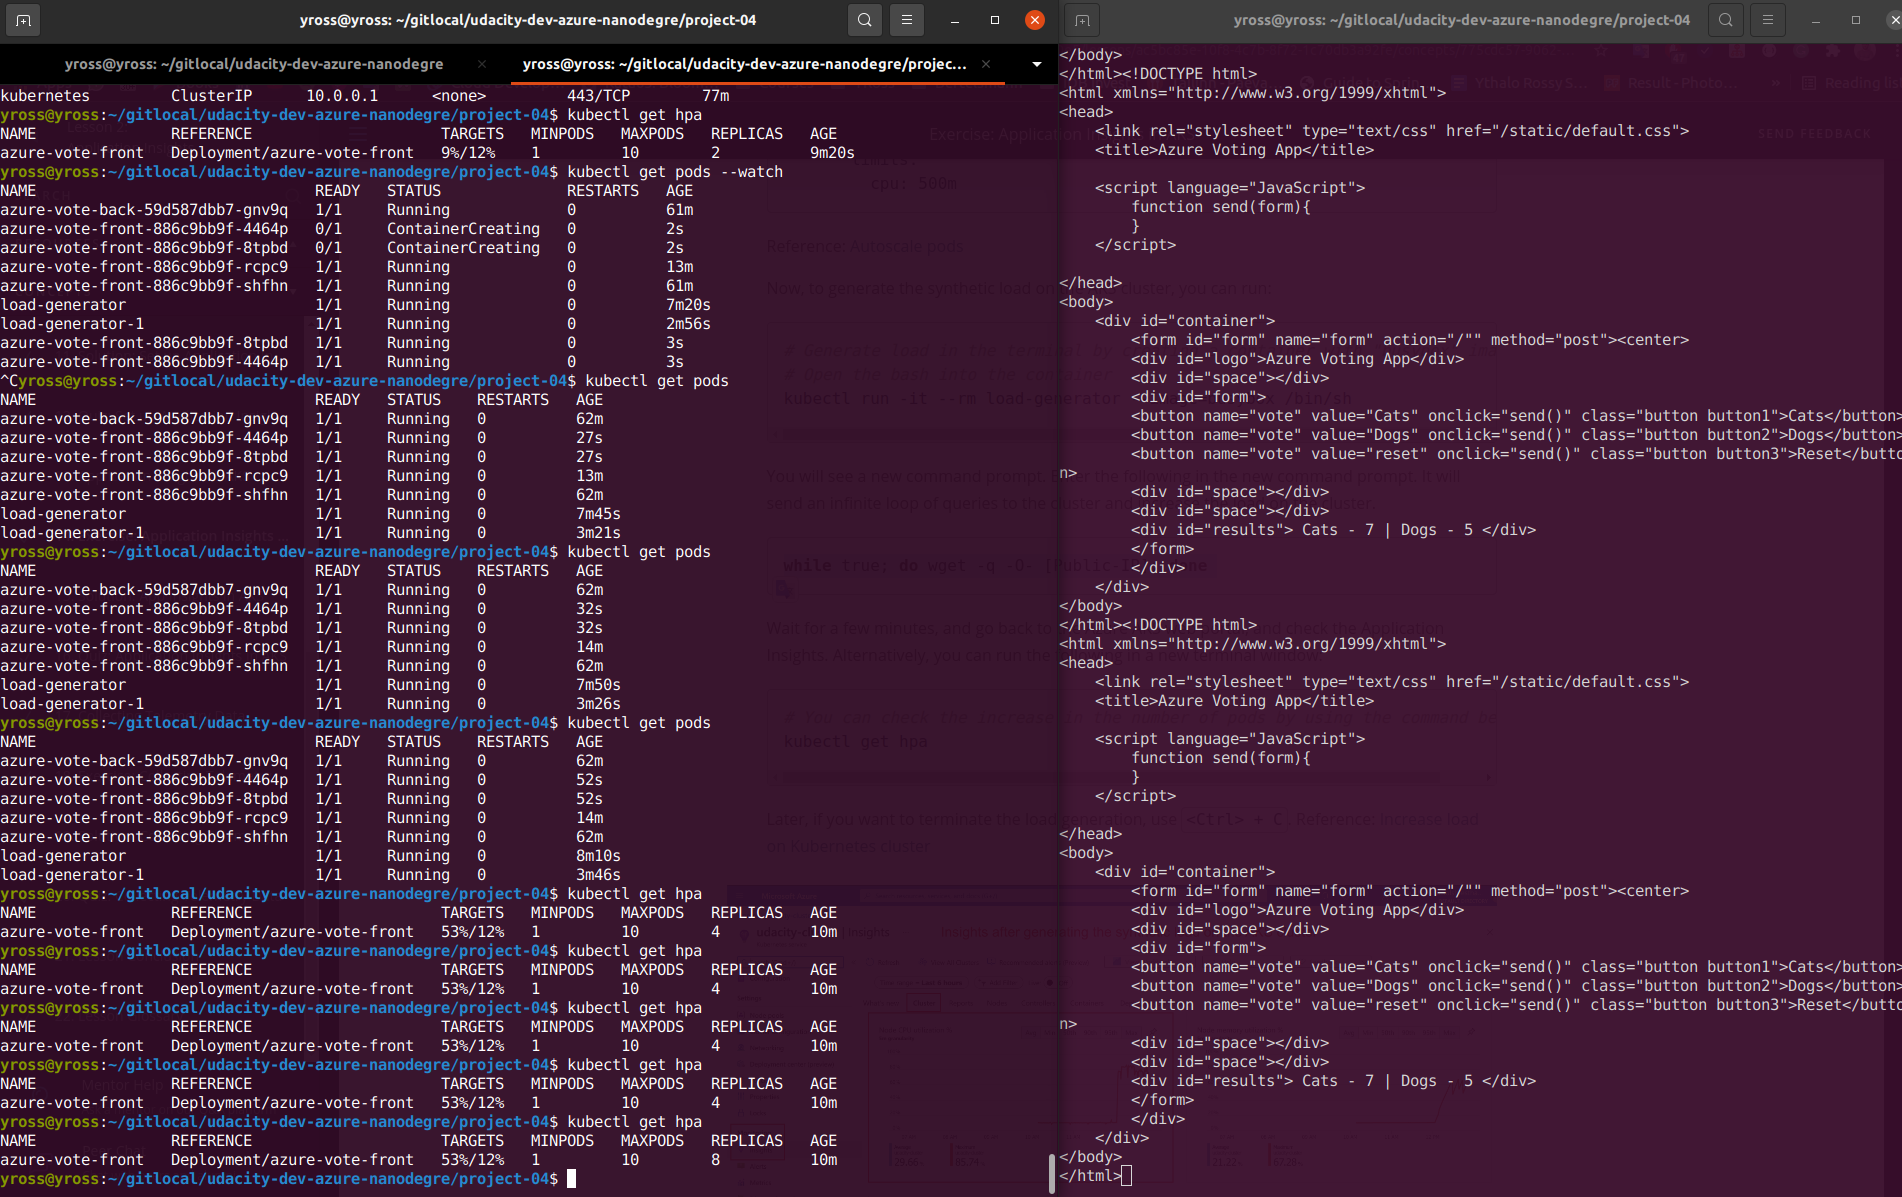 yross@yross: ~/gitlocal/udacity-dev-azure-nanodegre/project-04
yross@yross: ~/gitlocal/udacity-dev-azure-nanodegre
yross@yross: ~/gitlocal/udacity-dev-azure-nanodegre/projec...
kubernetes ClusterIP 10.0.0.1 <none> 443/TCP 77m
yross@yross:~/gitlocal/udacity-dev-azure-nanodegre/project-04$ kubectl get hpa
NAME REFERENCE TARGETS MINPODS MAXPODS REPLICAS AGE
azure-vote-front Deployment/azure-vote-front 9%/12% 1 10 2 9m20s
yross@yross:~/gitlocal/udacity-dev-azure-nanodegre/project-04$ kubectl get pods --watch
NAME READY STATUS RESTARTS AGE
azure-vote-back-59d587dbb7-gnv9q 1/1 Running 0 61m
azure-vote-front-886c9bb9f-4464p 0/1 ContainerCreating 0 2s
azure-vote-front-886c9bb9f-8tpbd 0/1 ContainerCreating 0 2s
azure-vote-front-886c9bb9f-rcpc9 1/1 Running 0 13m
azure-vote-front-886c9bb9f-shfhn 1/1 Running 0 61m
load-generator 1/1 Running 0 7m20s
load-generator-1 1/1 Running 0 2m56s
azure-vote-front-886c9bb9f-8tpbd 1/1 Running 0 3s
azure-vote-front-886c9bb9f-4464p 1/1 Running 0 3s
^Cyross@yross:~/gitlocal/udacity-dev-azure-nanodegre/project-04$ kubectl get pods
NAME READY STATUS RESTARTS AGE
azure-vote-back-59d587dbb7-gnv9q 1/1 Running 0 62m
azure-vote-front-886c9bb9f-4464p 1/1 Running 0 27s
azure-vote-front-886c9bb9f-8tpbd 1/1 Running 0 27s
azure-vote-front-886c9bb9f-rcpc9 1/1 Running 0 13m
azure-vote-front-886c9bb9f-shfhn 1/1 Running 0 62m
load-generator 1/1 Running 0 7m45s
load-generator-1 1/1 Running 0 3m21s
yross@yross:~/gitlocal/udacity-dev-azure-nanodegre/project-04$ kubectl get pods
NAME READY STATUS RESTARTS AGE
azure-vote-back-59d587dbb7-gnv9q 1/1 Running 0 62m
azure-vote-front-886c9bb9f-4464p 1/1 Running 0 32s
azure-vote-front-886c9bb9f-8tpbd 1/1 Running 0 32s
azure-vote-front-886c9bb9f-rcpc9 1/1 Running 0 14m
azure-vote-front-886c9bb9f-shfhn 1/1 Running 0 62m
load-generator 1/1 Running 0 7m50s
load-generator-1 1/1 Running 0 3m26s
yross@yross:~/gitlocal/udacity-dev-azure-nanodegre/project-04$ kubectl get pods
NAME READY STATUS RESTARTS AGE
azure-vote-back-59d587dbb7-gnv9q 1/1 Running 0 62m
azure-vote-front-886c9bb9f-4464p 1/1 Running 0 52s
azure-vote-front-886c9bb9f-8tpbd 1/1 Running 0 52s
azure-vote-front-886c9bb9f-rcpc9 1/1 Running 0 14m
azure-vote-front-886c9bb9f-shfhn 1/1 Running 0 62m
load-generator 1/1 Running 0 8m10s
load-generator-1 1/1 Running 0 3m46s
yross@yross:~/gitlocal/udacity-dev-azure-nanodegre/project-04$ kubectl get hpa
NAME REFERENCE TARGETS MINPODS MAXPODS REPLICAS AGE
azure-vote-front Deployment/azure-vote-front 53%/12% 1 10 4 10m
yross@yross:~/gitlocal/udacity-dev-azure-nanodegre/project-04$ kubectl get hpa
NAME REFERENCE TARGETS MINPODS MAXPODS REPLICAS AGE
azure-vote-front Deployment/azure-vote-front 53%/12% 1 10 4 10m
yross@yross:~/gitlocal/udacity-dev-azure-nanodegre/project-04$ kubectl get hpa
NAME REFERENCE TARGETS MINPODS MAXPODS REPLICAS AGE
azure-vote-front Deployment/azure-vote-front 53%/12% 1 10 4 10m
yross@yross:~/gitlocal/udacity-dev-azure-nanodegre/project-04$ kubectl get hpa
NAME REFERENCE TARGETS MINPODS MAXPODS REPLICAS AGE
azure-vote-front Deployment/azure-vote-front 53%/12% 1 10 4 10m
yross@yross:~/gitlocal/udacity-dev-azure-nanodegre/project-04$ kubectl get hpa
NAME REFERENCE TARGETS MINPODS MAXPODS REPLICAS AGE
azure-vote-front Deployment/azure-vote-front 53%/12% 1 10 8 10m
yross@yross:~/gitlocal/udacity-dev-azure-nanodegre/project-04$
yross@yross: ~/gitlocal/udacity-dev-azure-nanodegre/project-04
</body>
</html><!DOCTYPE html>
<html xmlns="http://www.w3.org/1999/xhtml">
<head>
<link rel="stylesheet" type="text/css" href="/static/default.css">
<title>Azure Voting App</title>
<script language="JavaScript">
function send(form){
}
</script>
</head>
<body>
<div id="container">
<form id="form" name="form" action="/"" method="post"><center>
<div id="logo">Azure Voting App</div>
<div id="space"></div>
<div id="form">
<button name="vote" value="Cats" onclick="send()" class="button button1">Cats</button>
<button name="vote" value="Dogs" onclick="send()" class="button button2">Dogs</button>
<button name="vote" value="reset" onclick="send()" class="button button3">Reset</butto
n>
<div id="space"></div>
<div id="space"></div>
<div id="results"> Cats - 7 | Dogs - 5 </div>
</form>
</div>
</div>
</body>
</html><!DOCTYPE html>
<html xmlns="http://www.w3.org/1999/xhtml">
<head>
<link rel="stylesheet" type="text/css" href="/static/default.css">
<title>Azure Voting App</title>
<script language="JavaScript">
function send(form){
}
</script>
</head>
<body>
<div id="container">
<form id="form" name="form" action="/"" method="post"><center>
<div id="logo">Azure Voting App</div>
<div id="space"></div>
<div id="form">
<button name="vote" value="Cats" onclick="send()" class="button button1">Cats</button>
<button name="vote" value="Dogs" onclick="send()" class="button button2">Dogs</button>
<button name="vote" value="reset" onclick="send()" class="button button3">Reset</butto
n>
<div id="space"></div>
<div id="space"></div>
<div id="results"> Cats - 7 | Dogs - 5 </div>
</form>
</div>
</div>
</body>
</html>